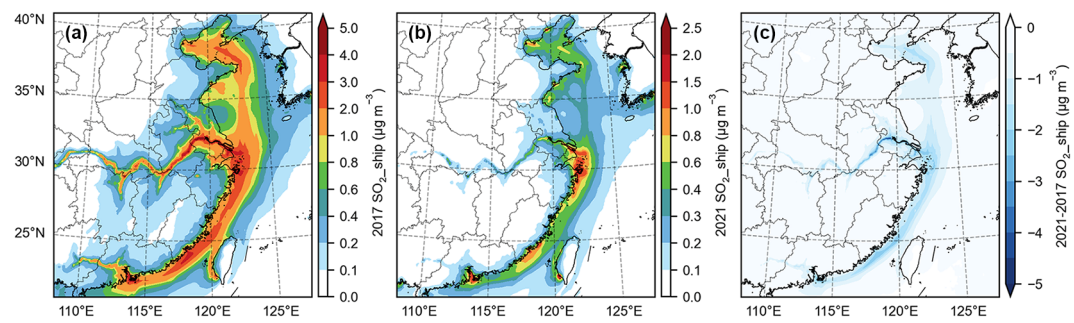 (a)
40°N
35°N
30°N
25°N
110°E 115°E 120°E 125°E
5.0
4.0
3.0
2.0
1.0
0.8
0.6
0.4
0.2
0.1
0.0
2017 SO2_ship (μg m−3)
(b)
110°E 115°E 120°E 125°E
2.5
2.0
1.5
1.0
0.8
0.6
0.5
0.3
0.2
0.1
0.0
2021 SO2_ship (μg m−3)
(c)
110°E 115°E 120°E 125°E
0
−1
−2
−3
−4
−5
2021-2017 SO2_ship (μg m−3)